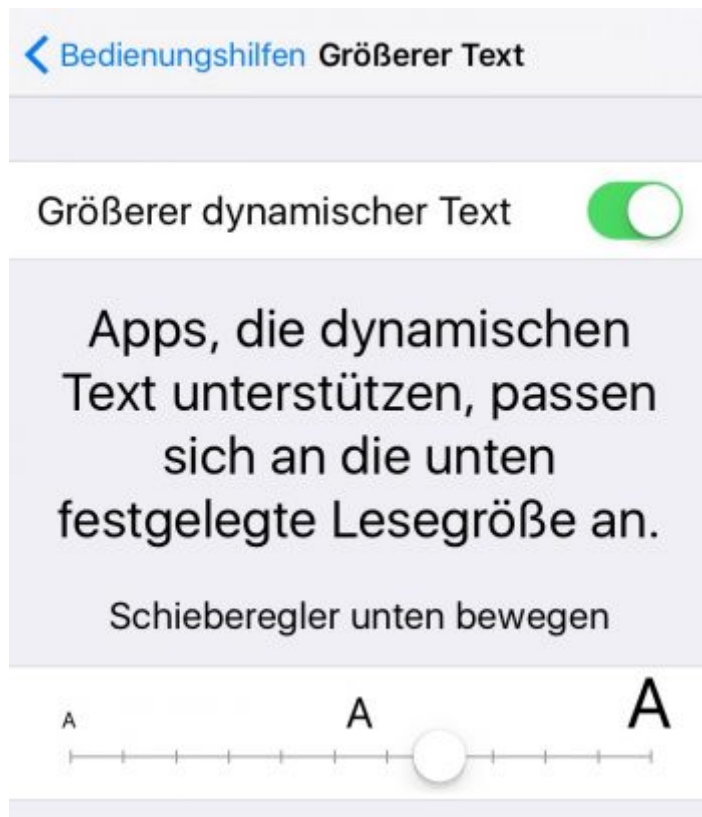 Bedienungshilfen Größerer Text
Größerer dynamischer Text
Apps, die dynamischen
Text unterstützen, passen
sich an die unten
festgelegte Lesegröße an.
Schieberegler unten bewegen
A A A